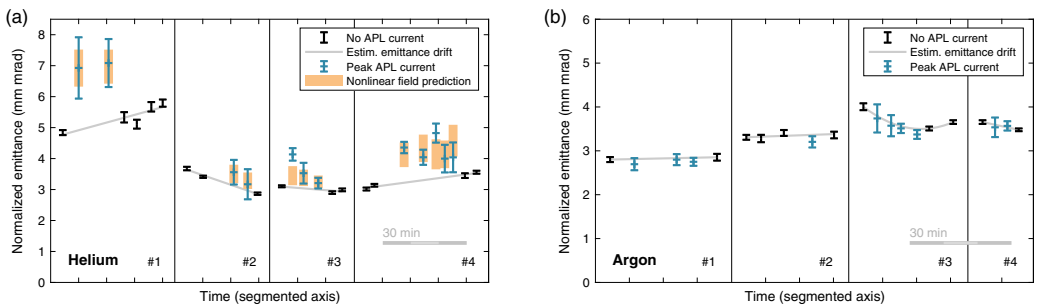 (a)
Normalized emittance (mm mrad)
8
7
6
5
4
3
2
1
0
No APL current
Estim. emittance drift
Peak APL current
Nonlinear field prediction
30 min
Helium #1 #2 #3 #4
Time (segmented axis)
(b)
Normalized emittance (mm mrad)
6
5
4
3
2
1
0
No APL current
Estim. emittance drift
Peak APL current
30 min
Argon #1 #2 #3 #4
Time (segmented axis)